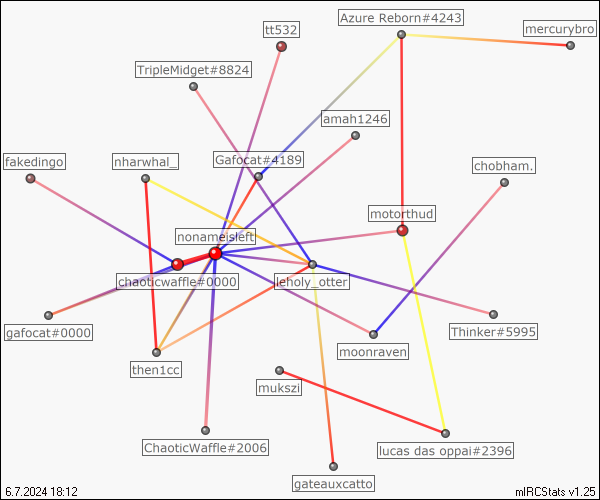 Azure Reborn#4243
tt532
mercurybro
TripleMidget#8824
amah1246
fakedingo
nharwhal_
Gafocat#4189
chobham.
motorthud
nonameisleft
chaoticwaffle#0000
leholy_otter
gafocat#0000
Thinker#5995
moonraven
then1cc
mukszi
ChaoticWaffle#2006
lucas das oppai#2396
gateauxcatto
6.7.2024 18:12
mIRCStats v1.25